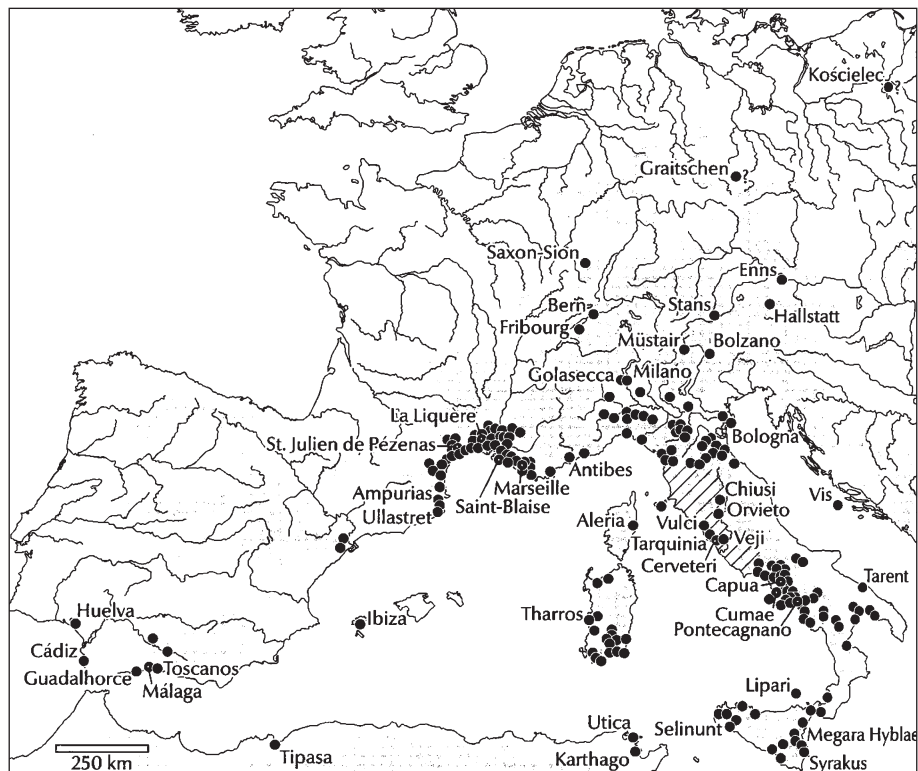 Kościelec ?
Graitschen ?
Saxon-Sion
Enns
Bern
Stans
Hallstatt
Fribourg
Müstair
Bolzano
Golasecca
Milano
La Liquère
St. Julien de Pézenas
Bologna
Antibes
Marseille
Saint-Blaise
Ampurias
Ullastret
Chiusi
Orvieto
Vis
Aleria
Vulci
Tarquinia
Veji
Cerveteri
Capua
Tarent
Huelva
Ibiza
Tharros
Cumae
Pontecagnano
Cádiz
Toscanos
Guadalhorce
Málaga
Lipari
Utica
Selinunt
Megara Hyblaea
Tipasa
Karthago
Syrakus
250 km